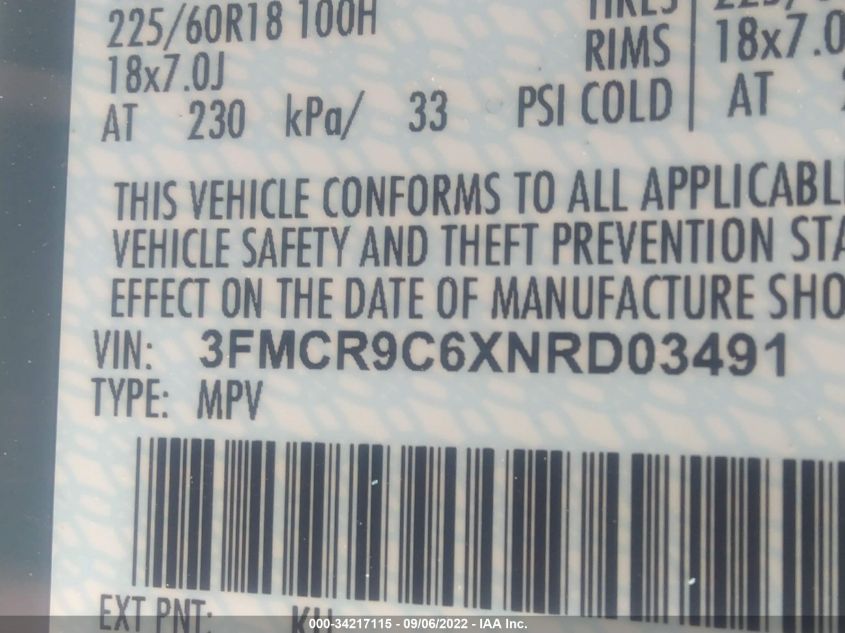 225/60R18 100H TIRES
18x7.0J RIMS 18x7.0
AT 230 kPa/ 33 PSI COLD AT
THIS VEHICLE CONFORMS TO ALL APPLICABL
VEHICLE SAFETY AND THEFT PREVENTION STA
EFFECT ON THE DATE OF MANUFACTURE SHO
VIN: 3FMCR9C6XNRD03491
TYPE: MPV
EXT PNT:
000-34217115 - 09/06/2022 - IAA Inc.